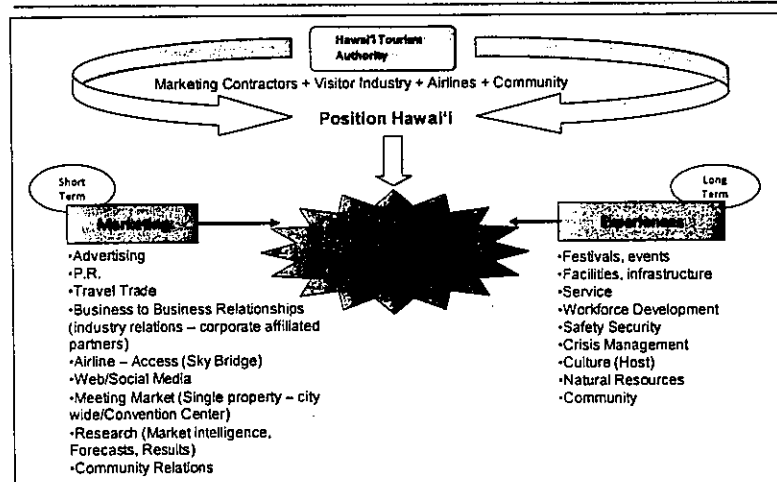 Hawai'i Tourism
Authority
Marketing Contractors + Visitor Industry + Airlines + Community
Position Hawai'i
Short
Term
Long
Term
Marketing
Experiences
•Advertising
•P.R.
•Travel Trade
•Business to Business Relationships
(industry relations – corporate affiliated
partners)
•Airline – Access (Sky Bridge)
•Web/Social Media
•Meeting Market (Single property – city
wide/Convention Center)
•Research (Market intelligence,
Forecasts, Results)
•Community Relations
•Festivals, events
•Facilities, infrastructure
•Service
•Workforce Development
•Safety Security
•Crisis Management
•Culture (Host)
•Natural Resources
•Community